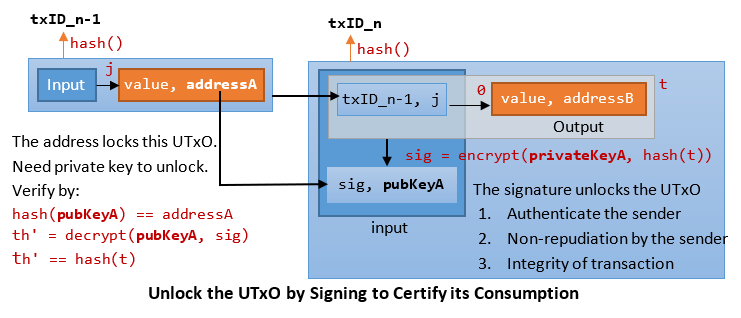 txID_n-1
hash()
Input
j
value, addressA
The address locks this UTxO.
Need private key to unlock.
Verify by:
hash(pubKeyA) == addressA
th' = decrypt(pubKeyA, sig)
th' == hash(t)
txID_n
hash()
txID_n-1, j
0
value, addressB
t
Output
sig = encrypt(privateKeyA, hash(t))
sig, pubKeyA
input
The signature unlocks the UTxO
1. Authenticate the sender
2. Non-repudiation by the sender
3. Integrity of transaction
Unlock the UTxO by Signing to Certify its Consumption